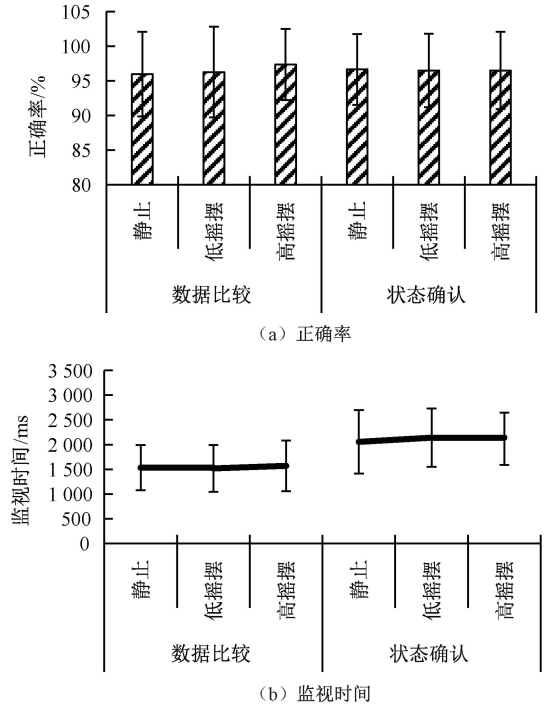 105
100
95
90
85
80
正确率/%
静止
低摇摆
高摇摆
静止
低摇摆
高摇摆
数据比较
状态确认
（a）正确率
3 500
3 000
2 500
2 000
1 500
1 000
500
0
监视时间/ms
静止
低摇摆
高摇摆
静止
低摇摆
高摇摆
数据比较
状态确认
（b）监视时间